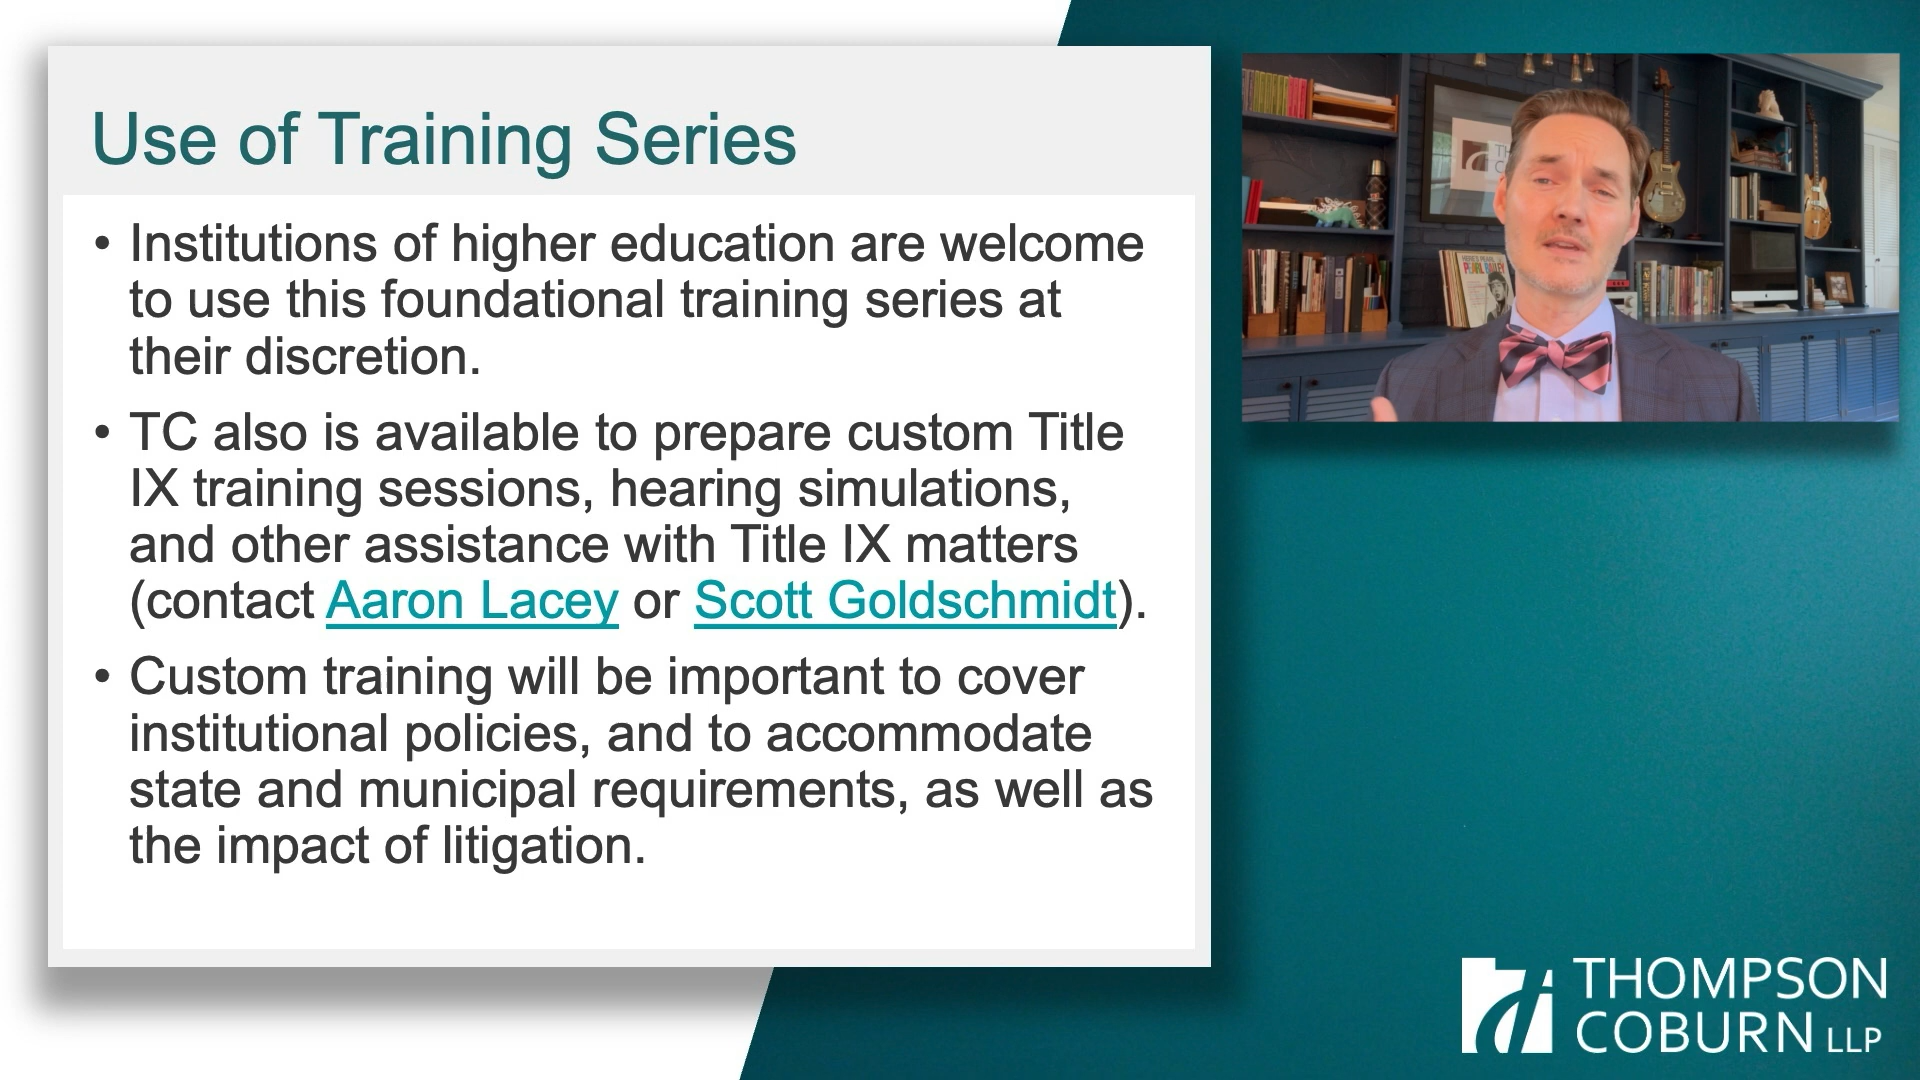 Use of Training Series
• Institutions of higher education are welcome
to use this foundational training series at
their discretion.
• TC also is available to prepare custom Title
IX training sessions, hearing simulations,
and other assistance with Title IX matters
(contact Aaron Lacey or Scott Goldschmidt).
• Custom training will be important to cover
institutional policies, and to accommodate
state and municipal requirements, as well as
the impact of litigation.
PEARL BAILEY
THOMPSON
COBURN LLP